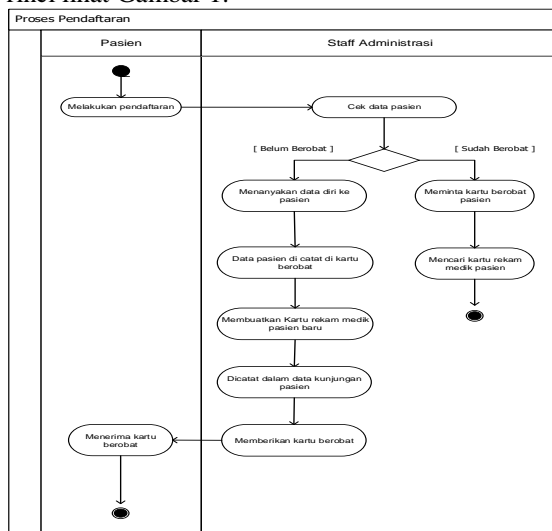 Proses Pendaftaran
Pasien
Staff Administrasi
Melakukan pendaftaran
Cek data pasien
[ Belum Berobat ]
[ Sudah Berobat ]
Menanyakan data diri ke
pasien
Meminta kartu berobat
pasien
Data pasien di catat di kartu
berobat
Mencari kartu rekam
medik pasien
Membuatkan Kartu rekam medik
pasien baru
Dicatat dalam data kunjungan
pasien
Menerima kartu
berobat
Memberikan kartu berobat